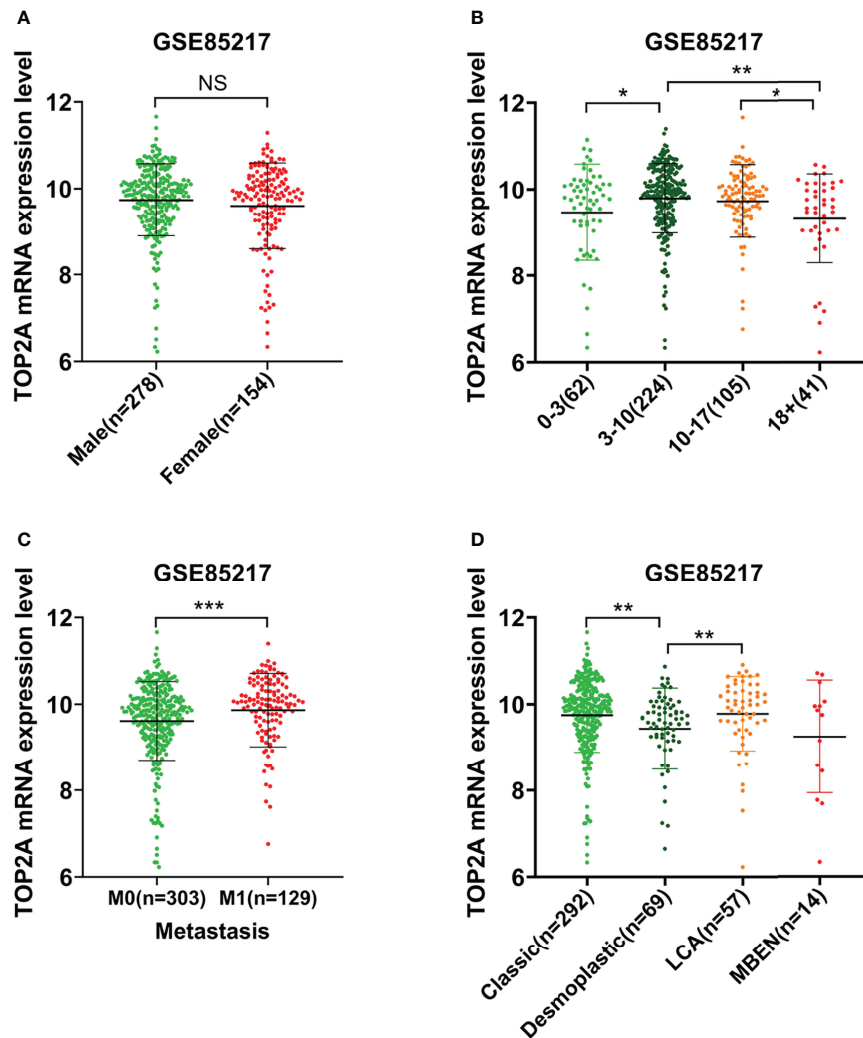 A
GSE85217
NS
TOP2A mRNA expression level
12
10
8
6
Male(n=278)
Female(n=154)
B
GSE85217
**
*
*
TOP2A mRNA expression level
12
10
8
6
0-3(62)
3-10(224)
10-17(105)
18+(41)
C
GSE85217
***
TOP2A mRNA expression level
12
10
8
6
M0(n=303)
M1(n=129)
Metastasis
D
GSE85217
**
**
TOP2A mRNA expression level
12
10
8
6
Classic(n=292)
Desmoplastic(n=69)
LCA(n=57)
MBEN(n=14)